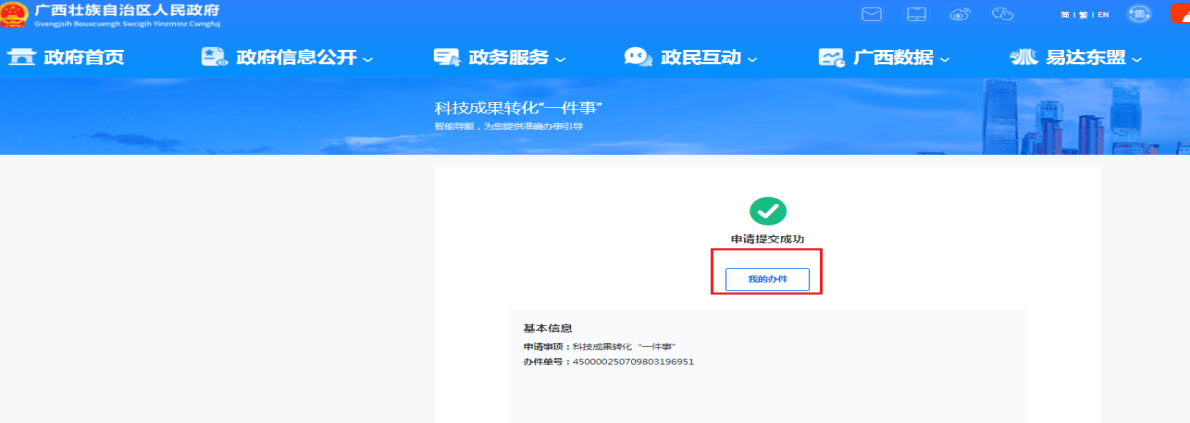 广西壮族自治区人民政府
Gvangjsih Bouxcuengh Swcigih Yinzminz Cwngfuj
简 | 繁 | EN
政府首页 政府信息公开 政务服务 政民互动 广西数据 易达东盟
科技成果转化“一件事”
智能导服，为您提供准确办事引导
申请提交成功
我的办件
基本信息
申请事项：科技成果转化“一件事”
办件单号：450000250709803196951